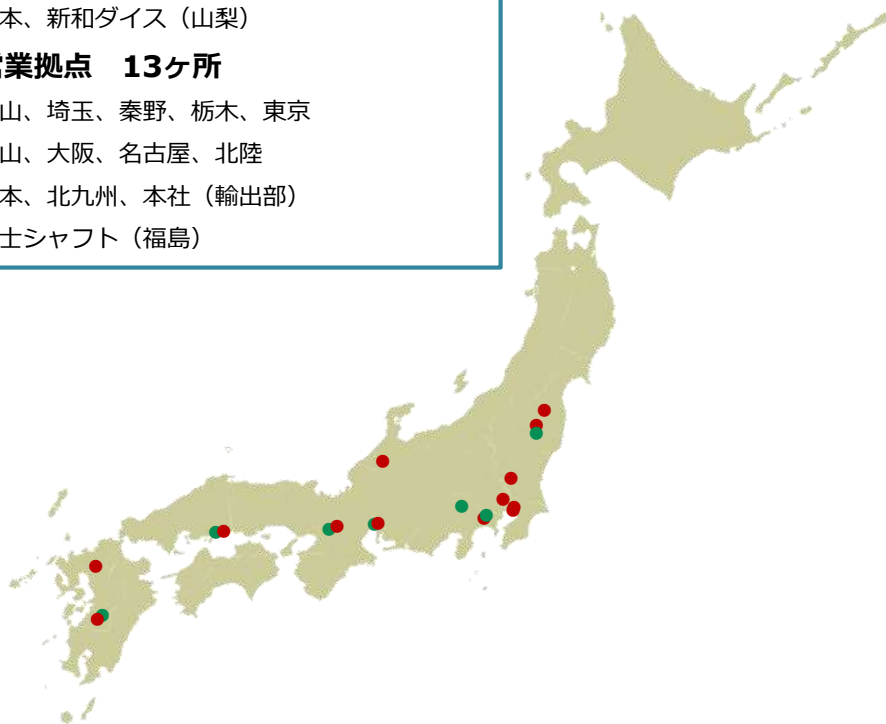 本、新和ダイス（山梨）
営業拠点　13ヶ所
山、埼玉、秦野、栃木、東京
山、大阪、名古屋、北陸
本、北九州、本社（輸出部）
士シャフト（福島）